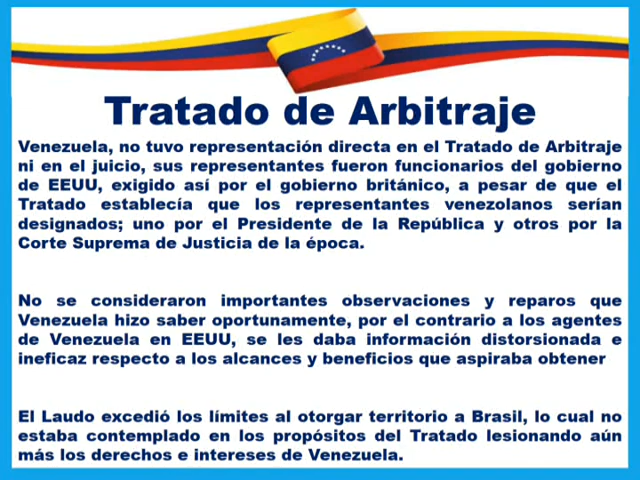 Tratado de Arbitraje
Venezuela, no tuvo representación directa en el Tratado de Arbitraje
ni en el juicio, sus representantes fueron funcionarios del gobierno
de EEUU, exigido así por el gobierno británico, a pesar de que el
Tratado establecía que los representantes venezolanos serían
designados; uno por el Presidente de la República y otros por la
Corte Suprema de Justicia de la época.
No se consideraron importantes observaciones y reparos que
Venezuela hizo saber oportunamente, por el contrario a los agentes
de Venezuela en EEUU, se les daba información distorsionada e
ineficaz respecto a los alcances y beneficios que aspiraba obtener
El Laudo excedió los límites al otorgar territorio a Brasil, lo cual no
estaba contemplado en los propósitos del Tratado lesionando aún
más los derechos e intereses de Venezuela.